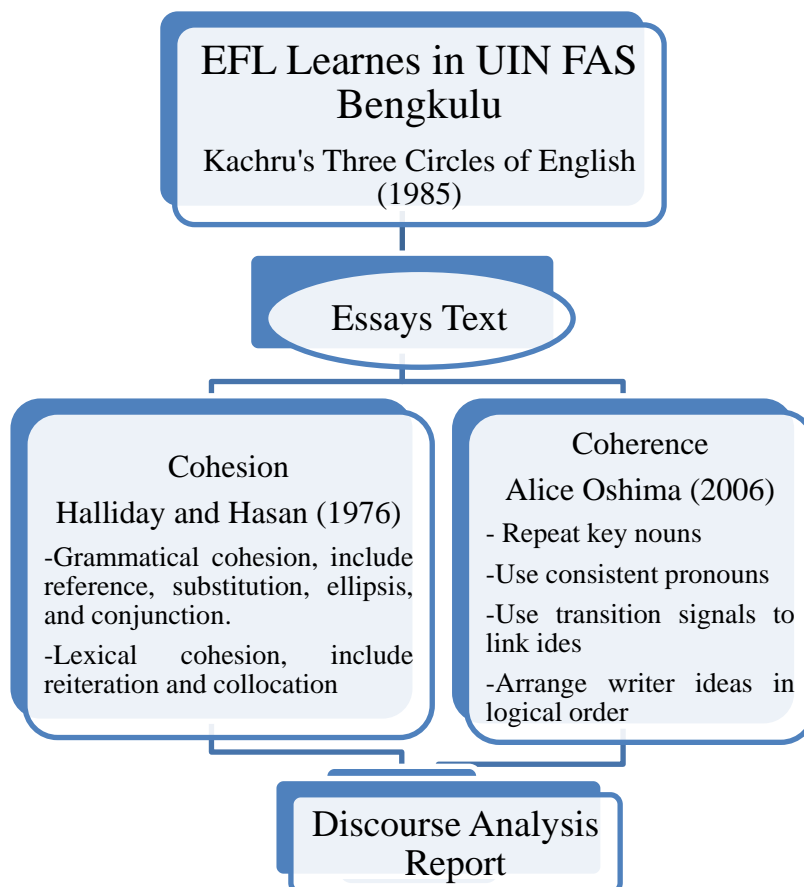 EFL Learnes in UIN FAS
Bengkulu
Kachru's Three Circles of English
(1985)
Essays Text
Cohesion
Halliday and Hasan (1976)
-Grammatical cohesion, include
reference, substitution, ellipsis,
and conjunction.
-Lexical cohesion, include
reiteration and collocation
Coherence
Alice Oshima (2006)
- Repeat key nouns
-Use consistent pronouns
-Use transition signals to
link ides
-Arrange writer ideas in
logical order
Discourse Analysis
Report